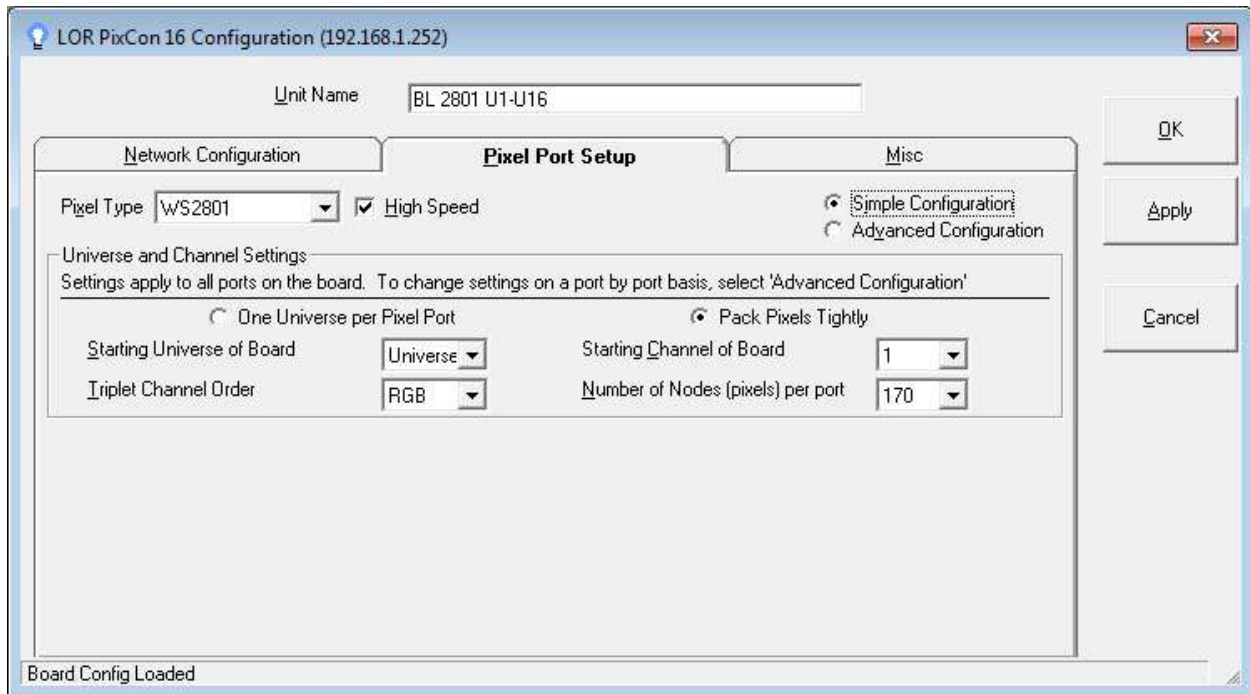 LOR PixCon 16 Configuration (192.168.1.252)
Unit Name BL 2801 U1-U16
OK
Network Configuration Pixel Port Setup Misc
Pixel Type WS2801 High Speed Simple Configuration
Apply
Advanced Configuration
Universe and Channel Settings
Settings apply to all ports on the board. To change settings on a port by port basis, select 'Advanced Configuration'
One Universe per Pixel Port Pack Pixels Tightly
Cancel
Starting Universe of Board Universe Starting Channel of Board 1
Triplet Channel Order RGB Number of Nodes (pixels) per port 170
Board Config Loaded